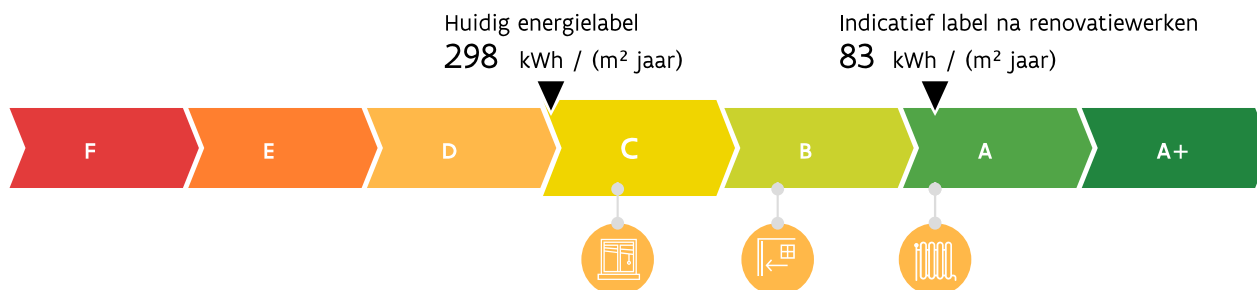 Huidig energielabel
298 kWh / (m² jaar)
Indicatief label na renovatiewerken
83 kWh / (m² jaar)
F E D C B A A+